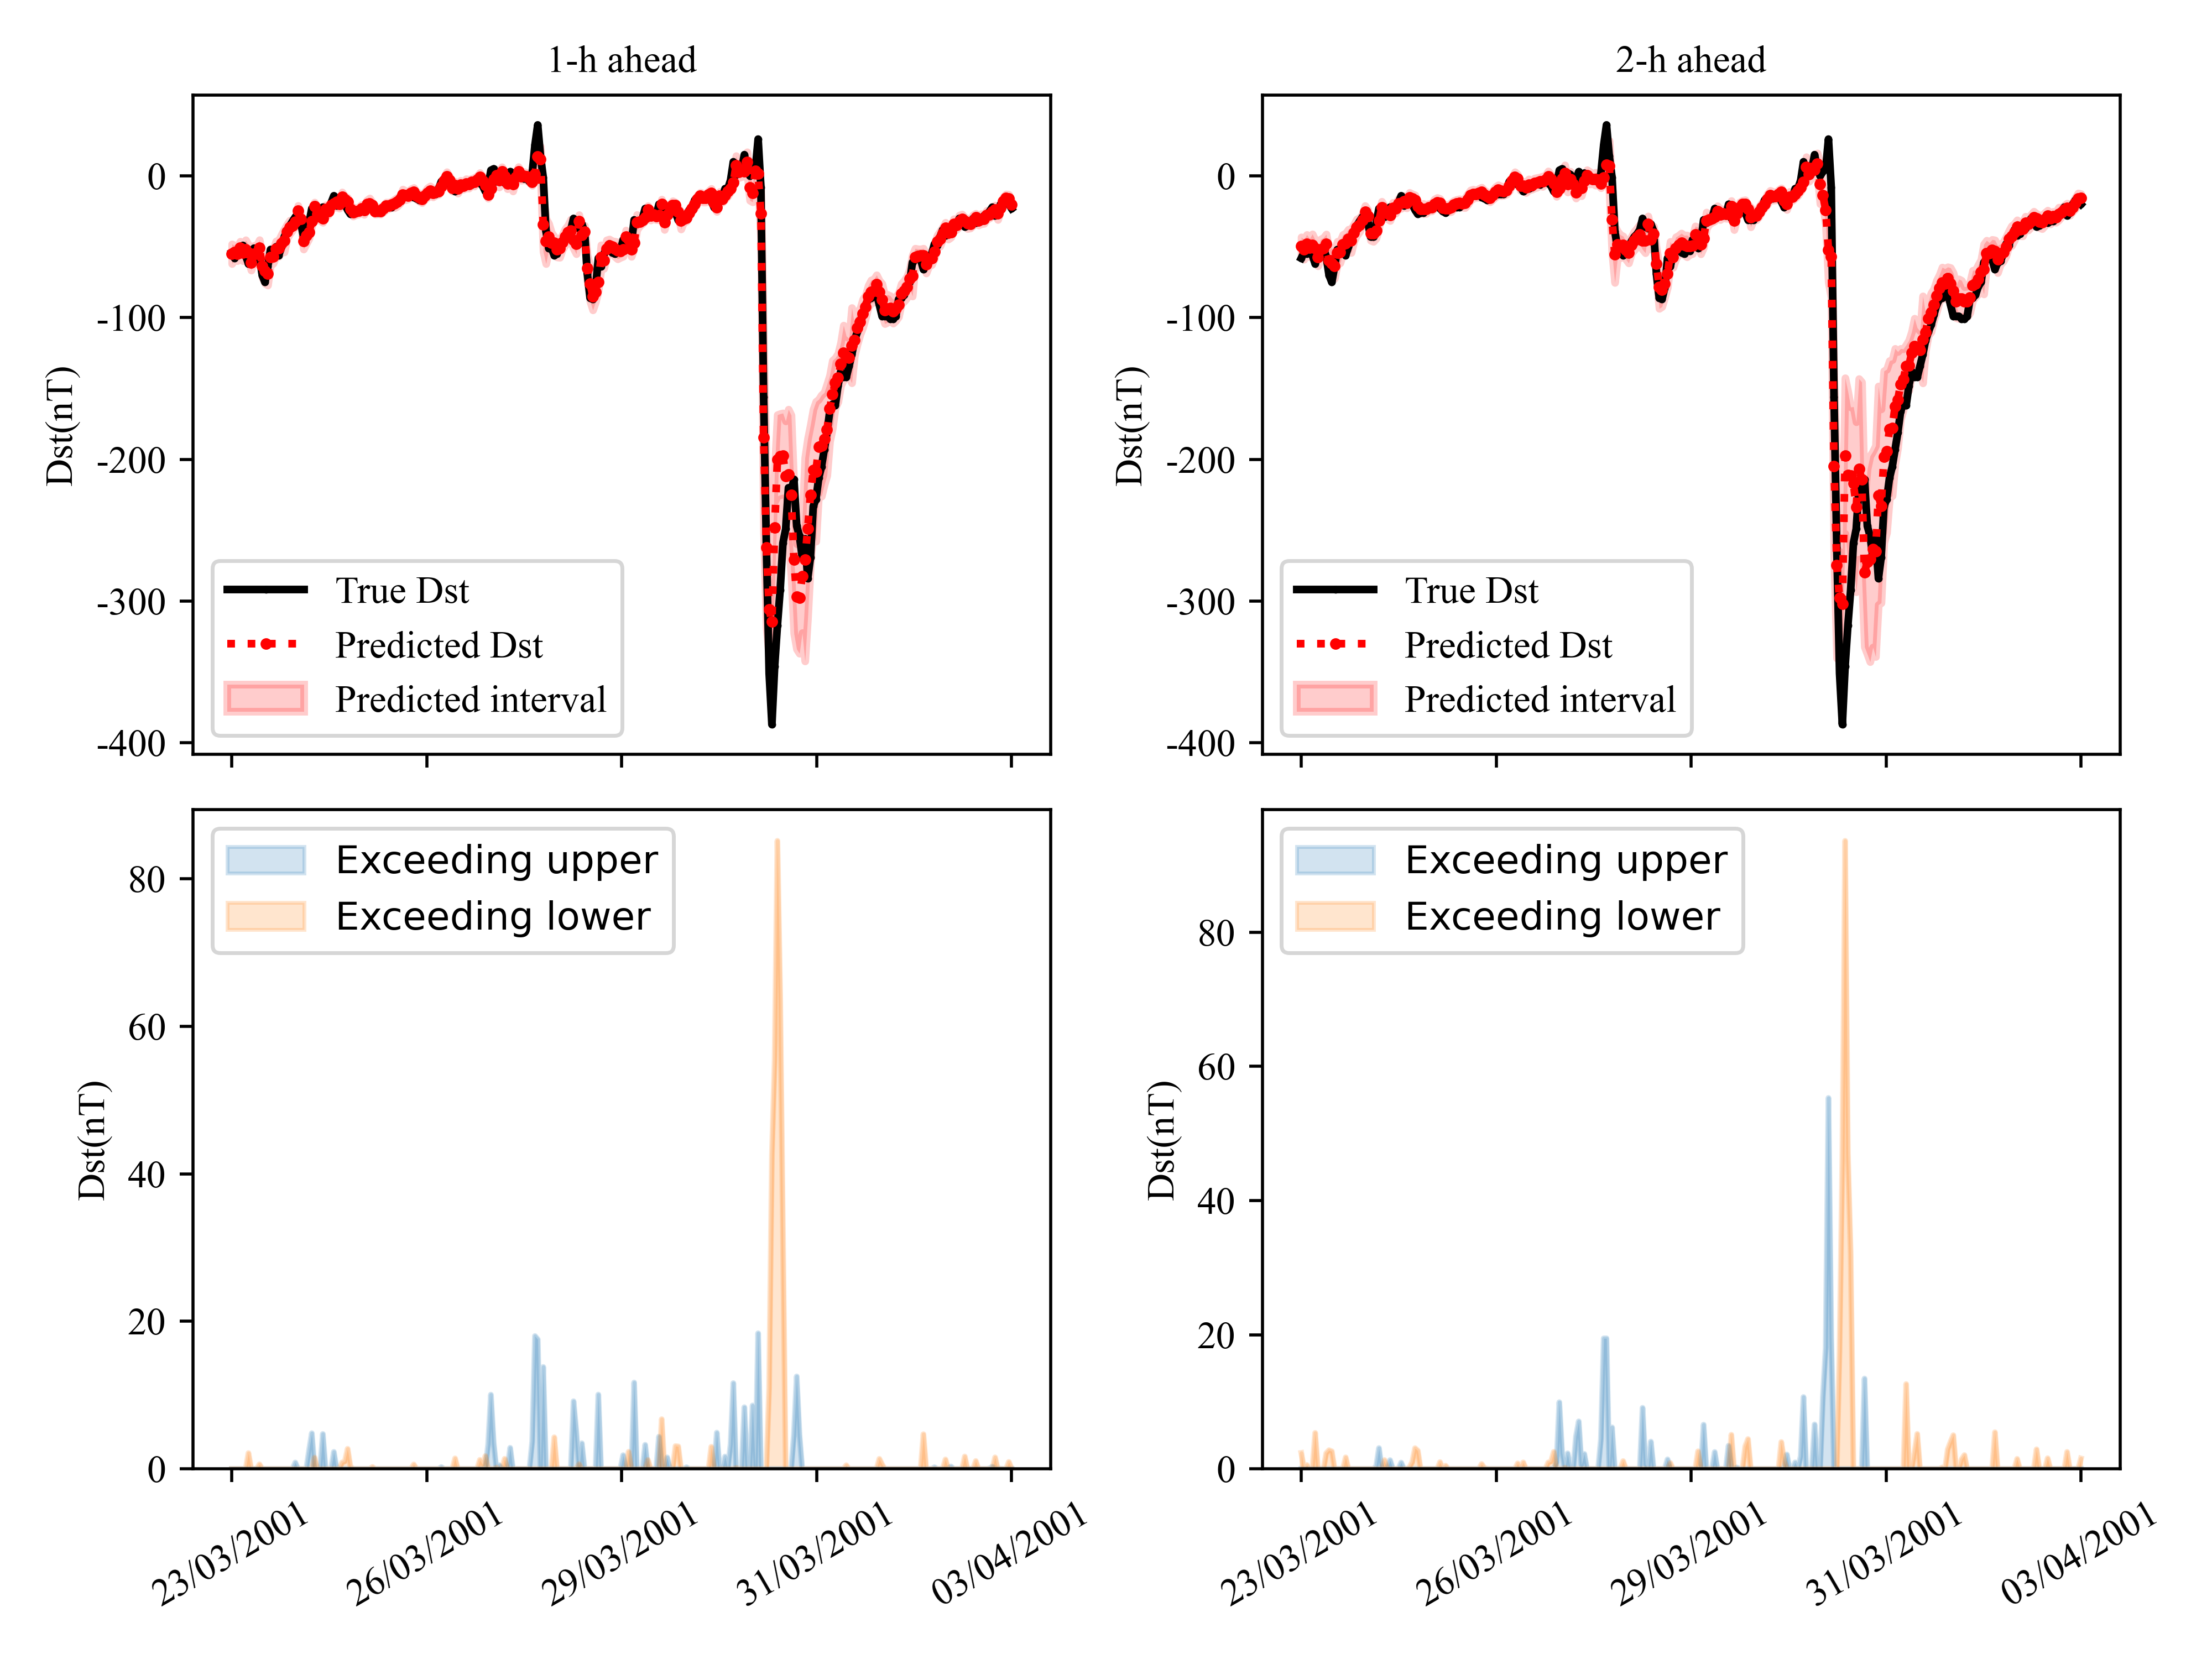 1-h ahead
2-h ahead
0
-100
-200
-300
-400
Dst(nT)
True Dst
Predicted Dst
Predicted interval
0
-100
-200
-300
-400
Dst(nT)
True Dst
Predicted Dst
Predicted interval
80
60
40
20
0
Dst(nT)
Exceeding upper
Exceeding lower
23/03/2001
26/03/2001
29/03/2001
31/03/2001
03/04/2001
80
60
40
20
0
Dst(nT)
Exceeding upper
Exceeding lower
23/03/2001
26/03/2001
29/03/2001
31/03/2001
03/04/2001